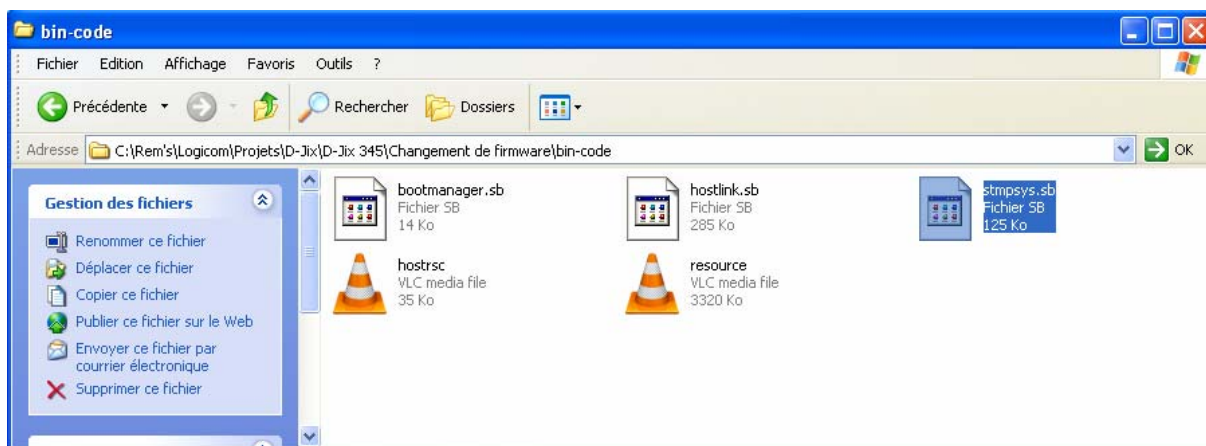 bin-code
Fichier Edition Affichage Favoris Outils ?
Précédente Rechercher Dossiers
Adresse C:\Rem's\Logicom\Projets\D-Jix\D-Jix 345\Changement de firmware\bin-code OK
Gestion des fichiers
Renommer ce fichier
Déplacer ce fichier
Copier ce fichier
Publier ce fichier sur le Web
Envoyer ce fichier par
courrier électronique
Supprimer ce fichier
bootmanager.sb
Fichier SB
14 Ko
hostlink.sb
Fichier SB
285 Ko
stmpsys.sb
Fichier SB
125 Ko
hostrsc
VLC media file
35 Ko
resource
VLC media file
3320 Ko